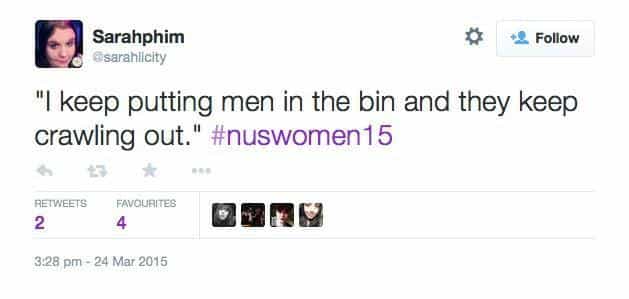 Sarahphim
@sarahlicity
Follow
"I keep putting men in the bin and they keep
crawling out." #nuswomen15
RETWEETS FAVOURITES
2 4
3:28 pm - 24 Mar 2015